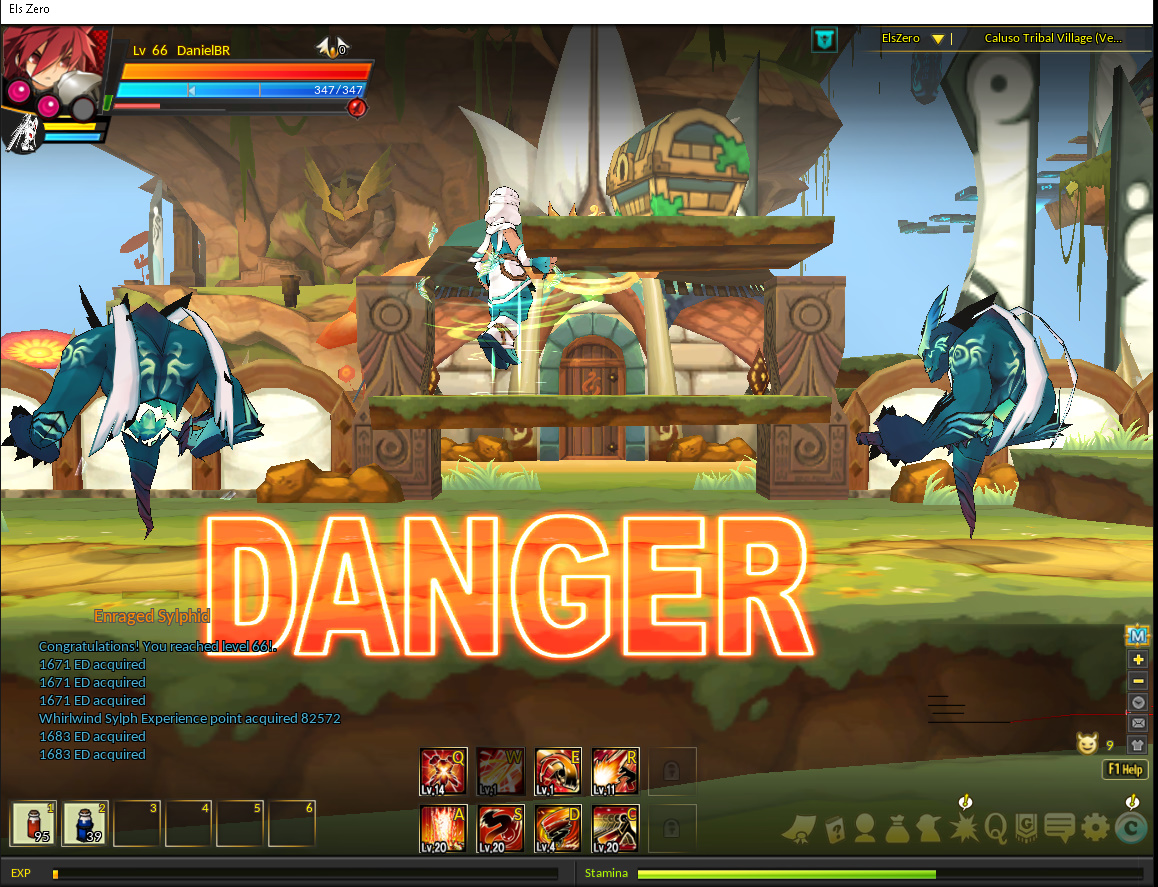 Els Zero
Lv 66 DanielBR
0
ElsZero
Caluso Tribal Village (Ve...
347/347
DANGER
Enraged Sylphid
Congratulations! You reached level 66!.
1671 ED acquired
1671 ED acquired
1671 ED acquired
Whirlwind Sylph Experience point acquired 82572
1683 ED acquired
1683 ED acquired
M
9
F1 Help
Q W E R
Lv.14 Lv.1 Lv.1 Lv.11
1 2 3 4 5 6
95 39
A S D C
Lv.20 Lv.20 Lv.4 Lv.20
EXP
Stamina